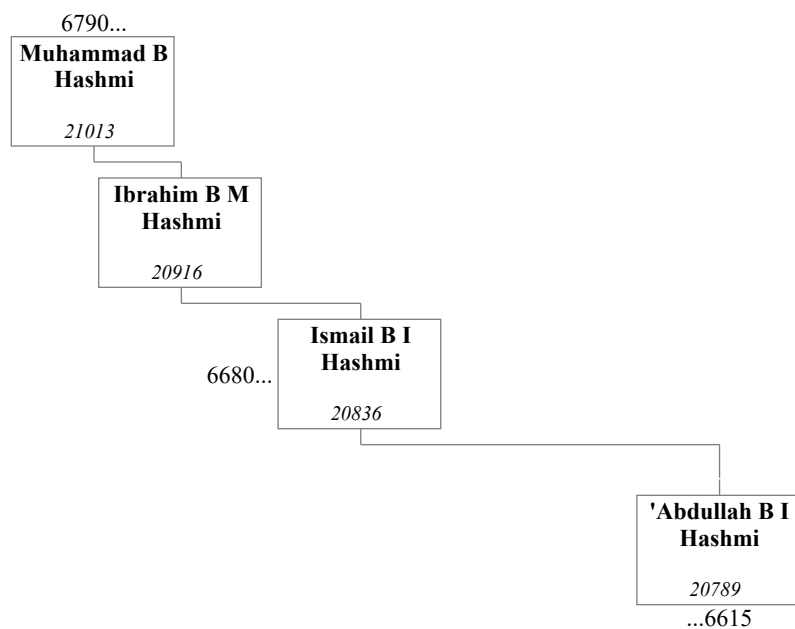 6790...
Muhammad B
Hashmi
21013
Ibrahim B M
Hashmi
20916
Ismail B I
Hashmi
6680...
20836
'Abdullah B I
Hashmi
20789
...6615